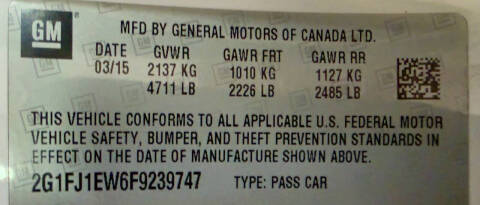 GM
MFD BY GENERAL MOTORS OF CANADA LTD.
DATE GVWR GAWR FRT GAWR RR
03/15 2137 KG 1010 KG 1127 KG
4711 LB 2226 LB 2485 LB
THIS VEHICLE CONFORMS TO ALL APPLICABLE U.S. FEDERAL MOTOR
VEHICLE SAFETY, BUMPER, AND THEFT PREVENTION STANDARDS IN
EFFECT ON THE DATE OF MANUFACTURE SHOWN ABOVE.
2G1FJ1EW6F9239747 TYPE: PASS CAR